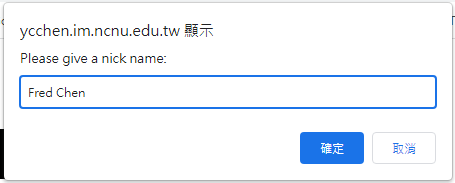 ycchen.im.ncnu.edu.tw 顯示
Please give a nick name:
Fred Chen
確定
取消